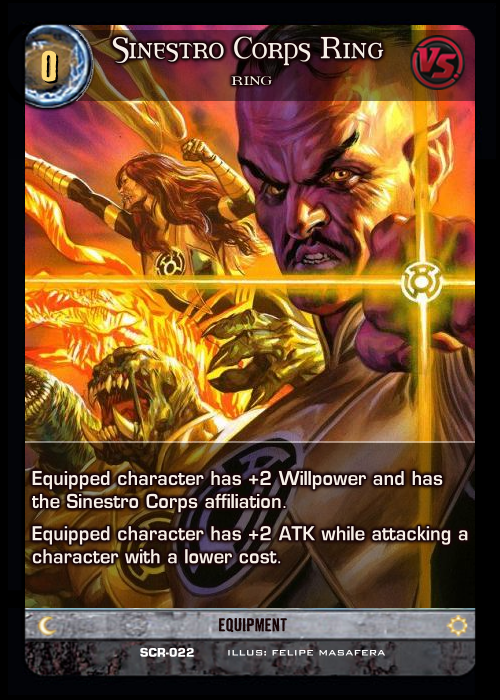 0
Sinestro Corps Ring
VS
RING
Equipped character has +2 Willpower and has
the Sinestro Corps affiliation.
Equipped character has +2 ATK while attacking a
character with a lower cost.
EQUIPMENT
SCR-022 ILLUS: FELIPE MASAFERA